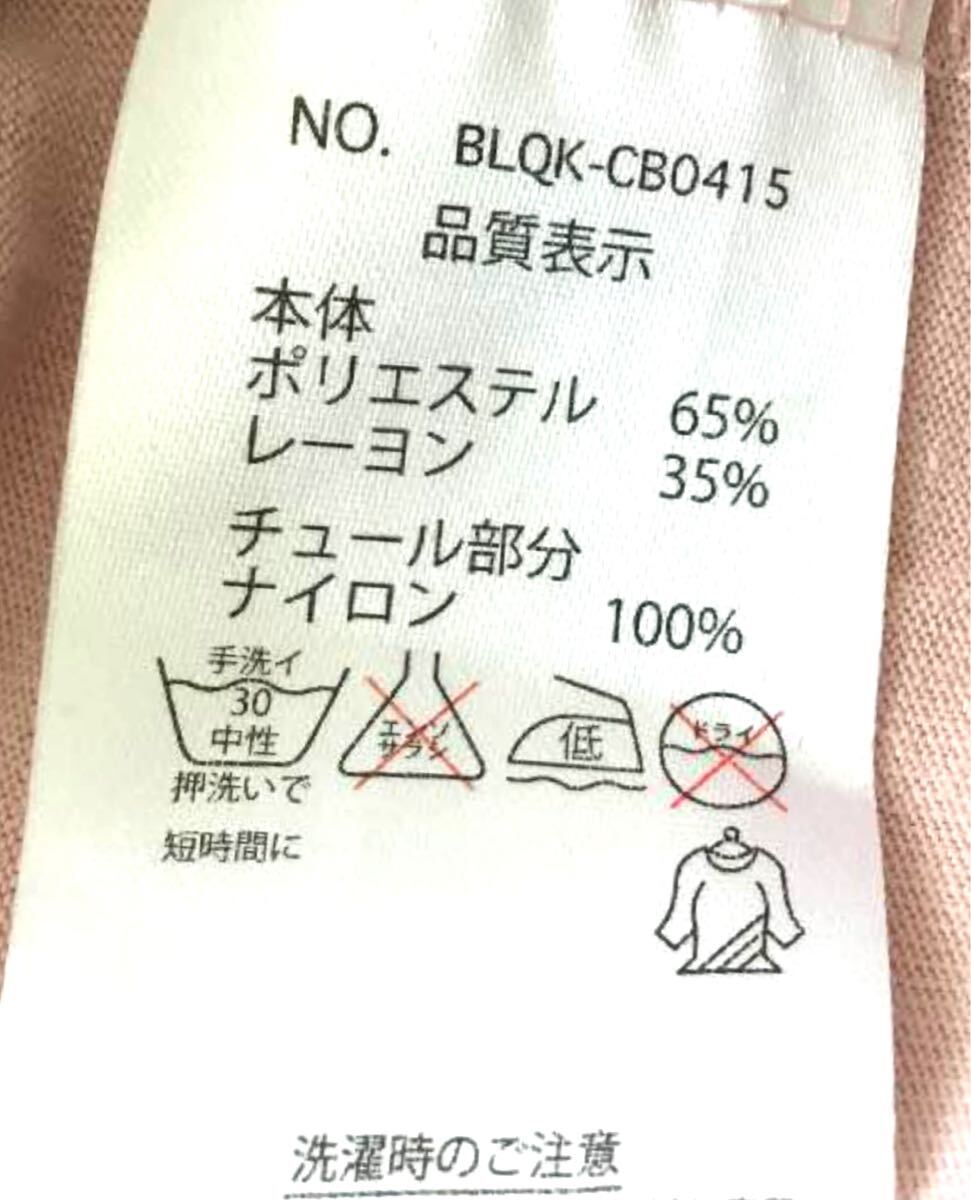 NO. BLQK-CB0415
品質表示
本体
ポリエステル 65%
レーヨン 35%
チュール部分
ナイロン 100%
手洗イ
30
中性
エンソ
サラシ
低
ドライ
押洗いで
短時間に
洗濯時のご注意